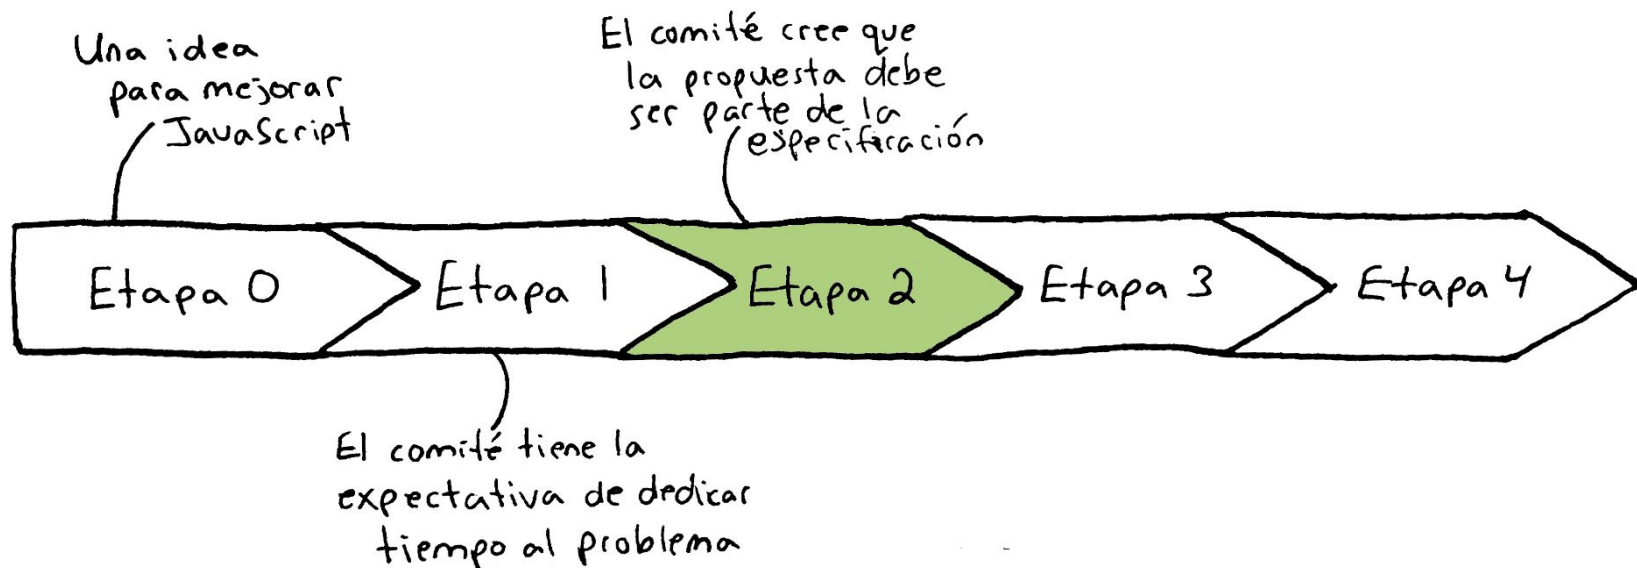 Una idea
para mejorar
JavaScript
El comité cree que
la propuesta debe
ser parte de la
especificación
Etapa 0
Etapa 1
Etapa 2
Etapa 3
Etapa 4
El comité tiene la
expectativa de dedicar
tiempo al problema